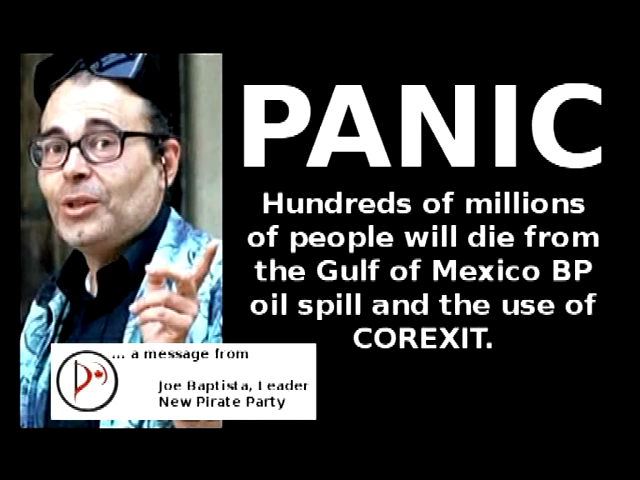 PANIC
Hundreds of millions
of people will die from
the Gulf of Mexico BP
oil spill and the use of
COREXIT.
... a message from
Joe Baptista, Leader
New Pirate Party